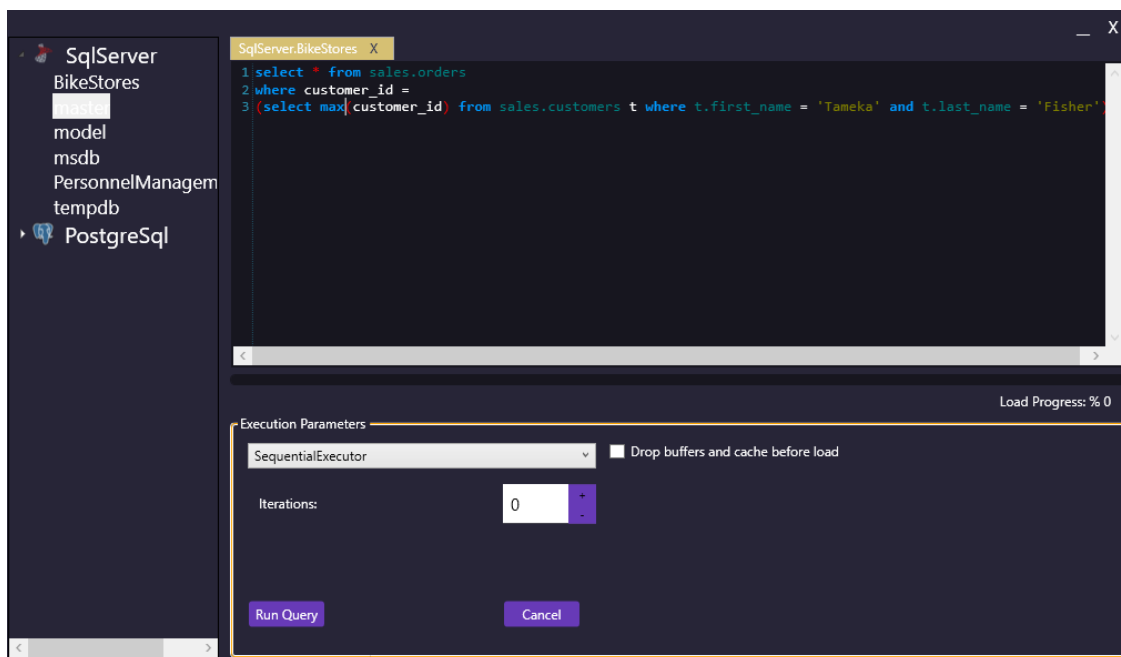 _ X
SqlServer
BikeStores
master
model
msdb
PersonnelManagem
tempdb
PostgreSql
SqlServer.BikeStores X
1 select * from sales.orders
2 where customer_id =
3 (select max(customer_id) from sales.customers t where t.first_name = 'Tameka' and t.last_name = 'Fisher')
Load Progress: % 0
Execution Parameters
SequentialExecutor
Drop buffers and cache before load
Iterations:
0
+
-
Run Query
Cancel